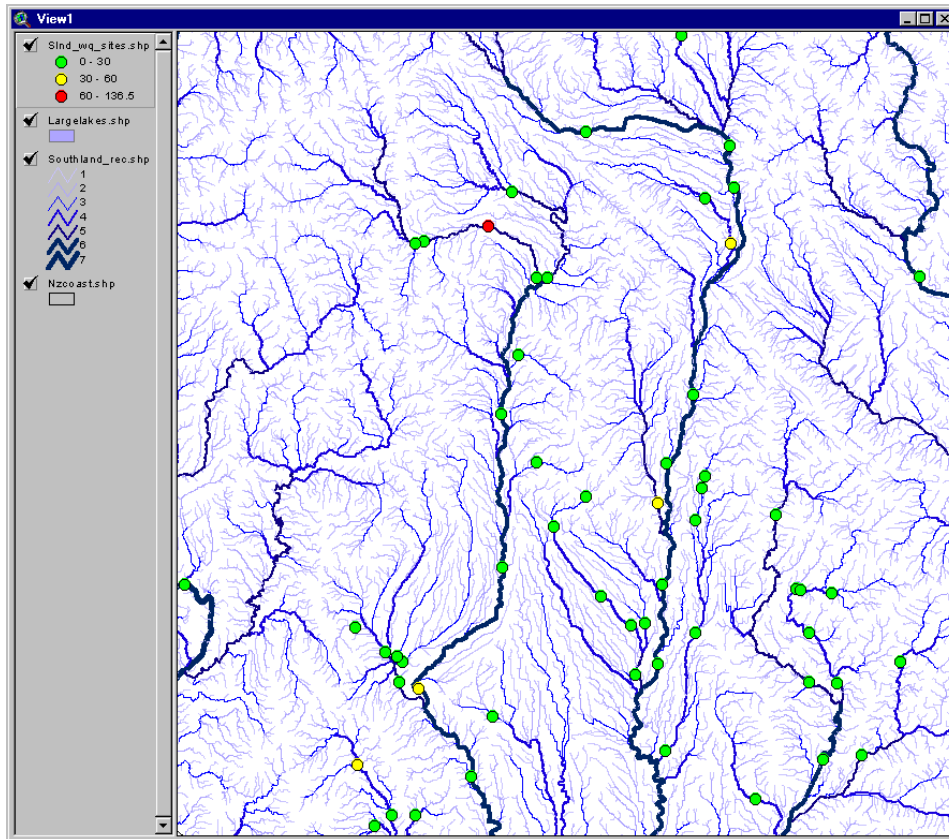 View1
Slnd_wq_sites.shp
0 - 30
30 - 60
60 - 136.5
Largelakes.shp
Southland_rec.shp
1
2
3
4
5
6
7
Nzcoast.shp